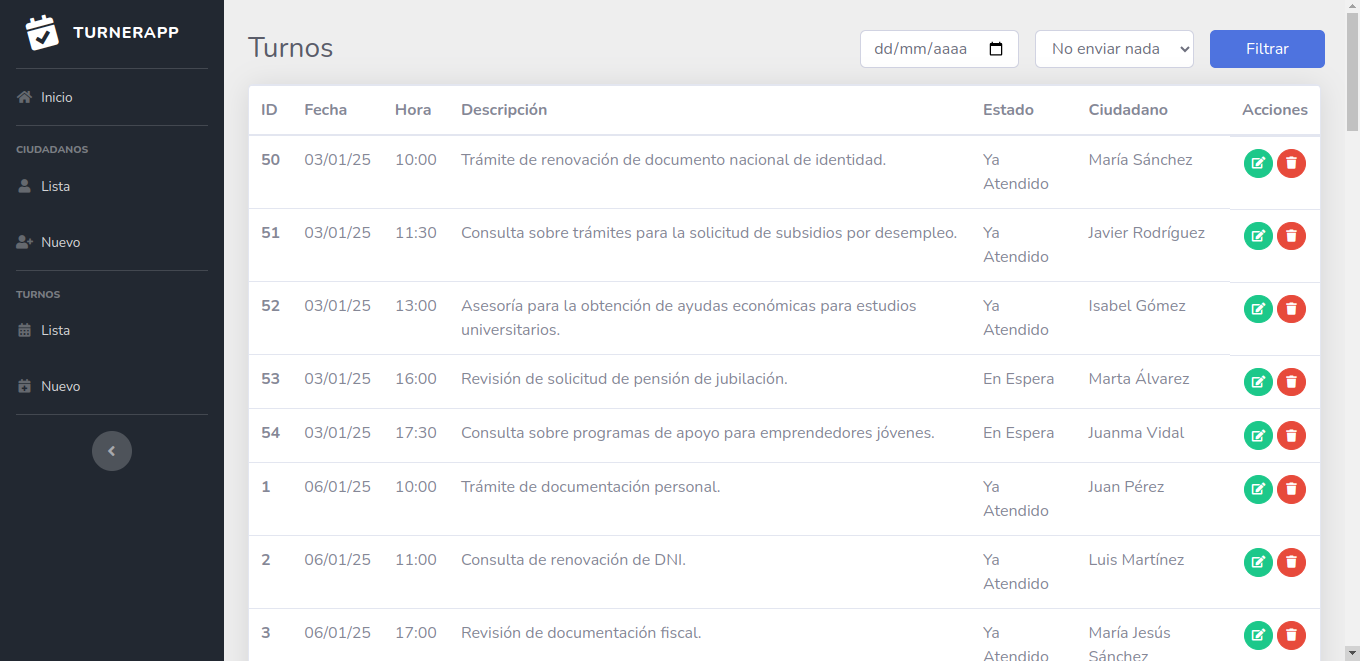 TURNERAPP
Inicio
CIUDADANOS
Lista
Nuevo
TURNOS
Lista
Nuevo
Turnos
dd/mm/aaaa
No enviar nada
Filtrar
ID Fecha Hora Descripción Estado Ciudadano Acciones
50 03/01/25 10:00 Trámite de renovación de documento nacional de identidad. Ya María Sánchez
Atendido
51 03/01/25 11:30 Consulta sobre trámites para la solicitud de subsidios por desempleo. Ya Javier Rodríguez
Atendido
52 03/01/25 13:00 Asesoría para la obtención de ayudas económicas para estudios Ya Isabel Gómez
universitarios. Atendido
53 03/01/25 16:00 Revisión de solicitud de pensión de jubilación. En Espera Marta Álvarez
54 03/01/25 17:30 Consulta sobre programas de apoyo para emprendedores jóvenes. En Espera Juanma Vidal
1 06/01/25 10:00 Trámite de documentación personal. Ya Juan Pérez
Atendido
2 06/01/25 11:00 Consulta de renovación de DNI. Ya Luis Martínez
Atendido
3 06/01/25 17:00 Revisión de documentación fiscal. Ya María Jesús
Atendido Sánchez